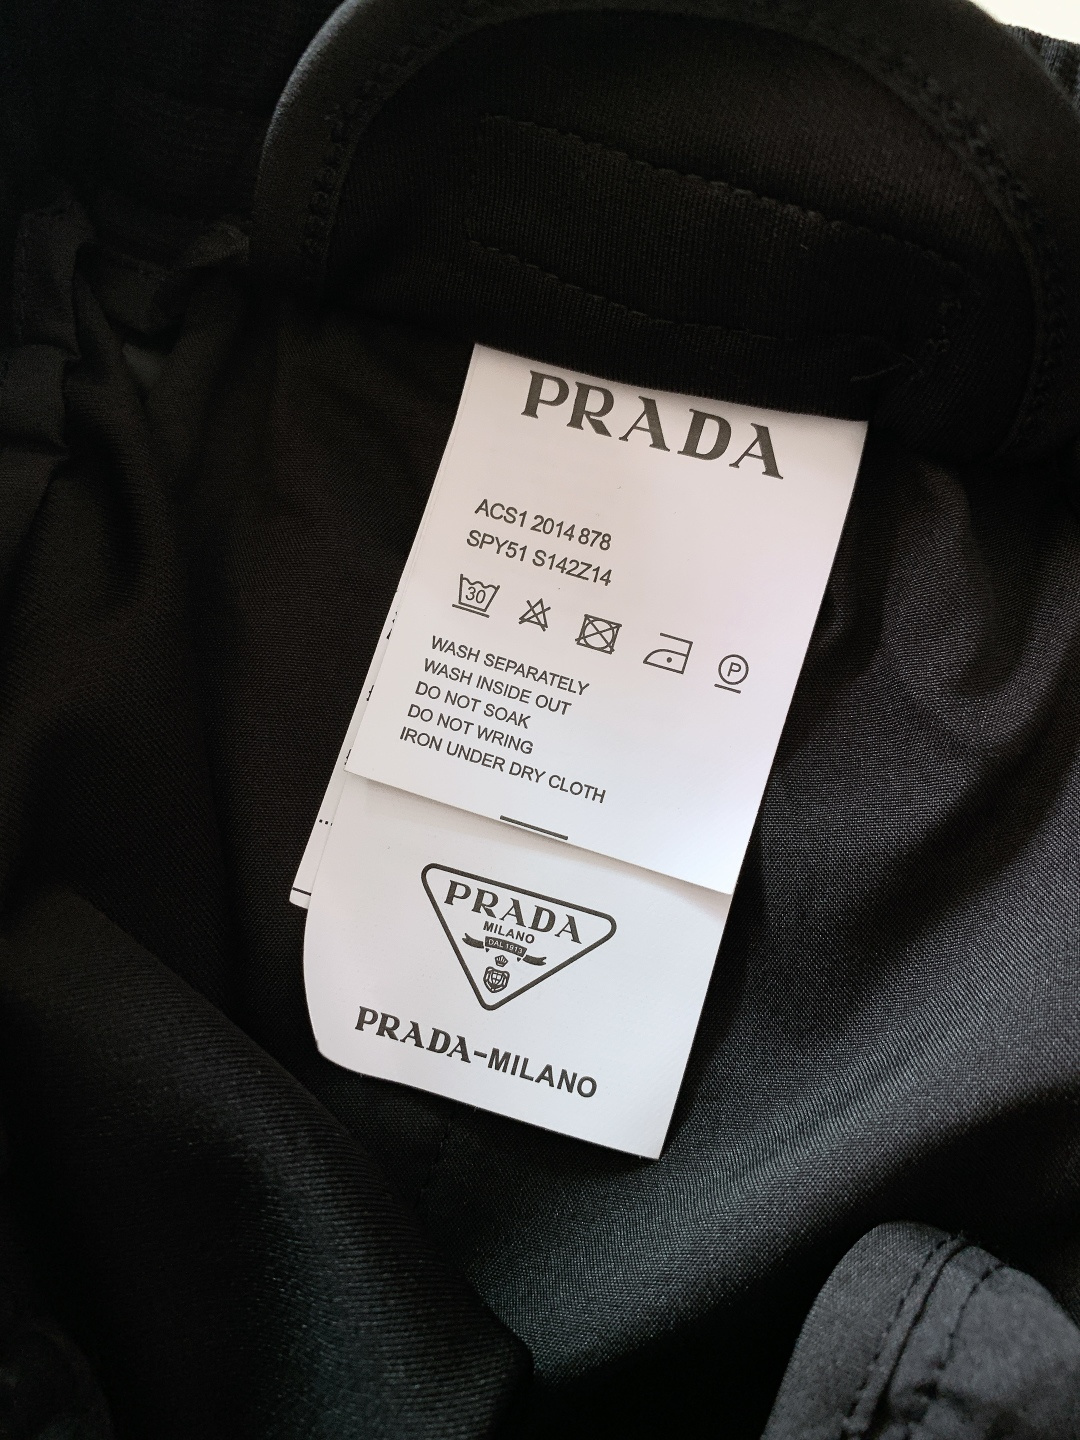 PRADA
ACS1 2014 878
SPY51 S142Z14
30
P
WASH SEPARATELY
WASH INSIDE OUT
DO NOT SOAK
DO NOT WRING
IRON UNDER DRY CLOTH
PRADA
MILANO
DAL 1913
PRADA-MILANO